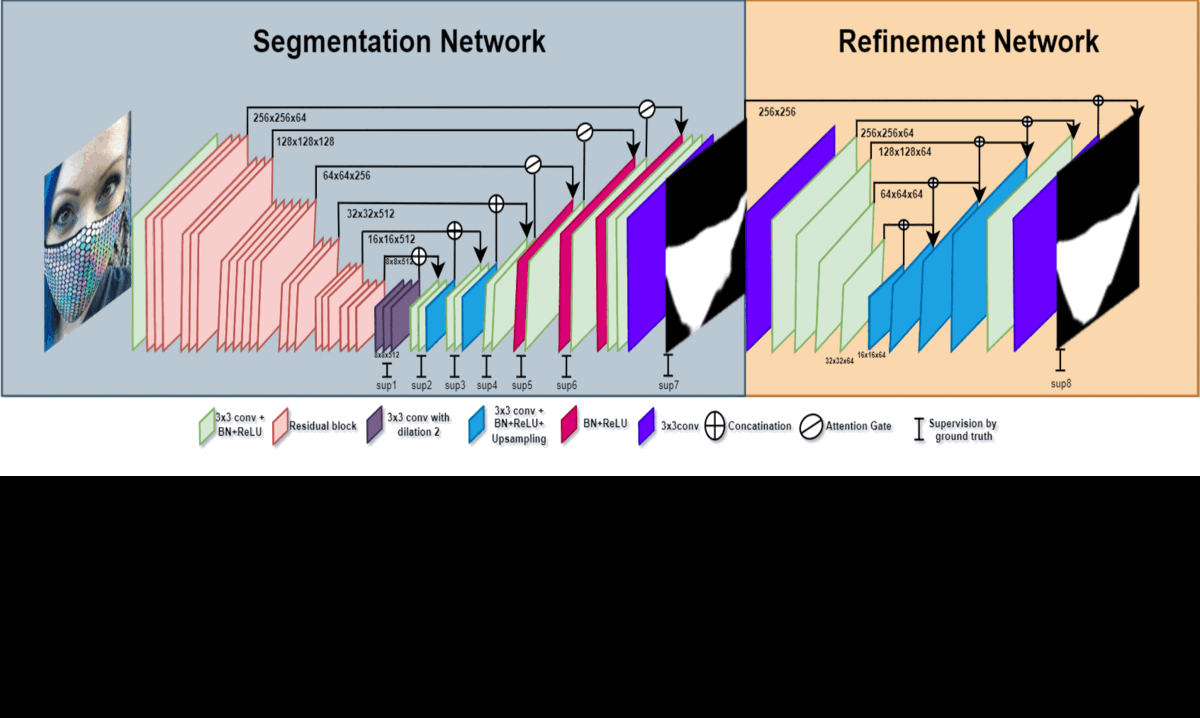 Segmentation Network
Refinement Network
256x256x64
128x128x128
64x64x256
32x32x512
16x16x512
8x8x512
8x8x512
sup1
sup2
sup3
sup4
sup5
sup6
sup7
256x256
256x256x64
128x128x64
64x64x64
32x32x64
16x16x64
sup8
3x3 conv +
BN+ReLU
Residual block
3x3 conv with
dilation 2
3x3 conv +
BN+ReLU+
Upsampling
BN+ReLU
3x3conv
Concatination
Attention Gate
Supervision by
ground truth